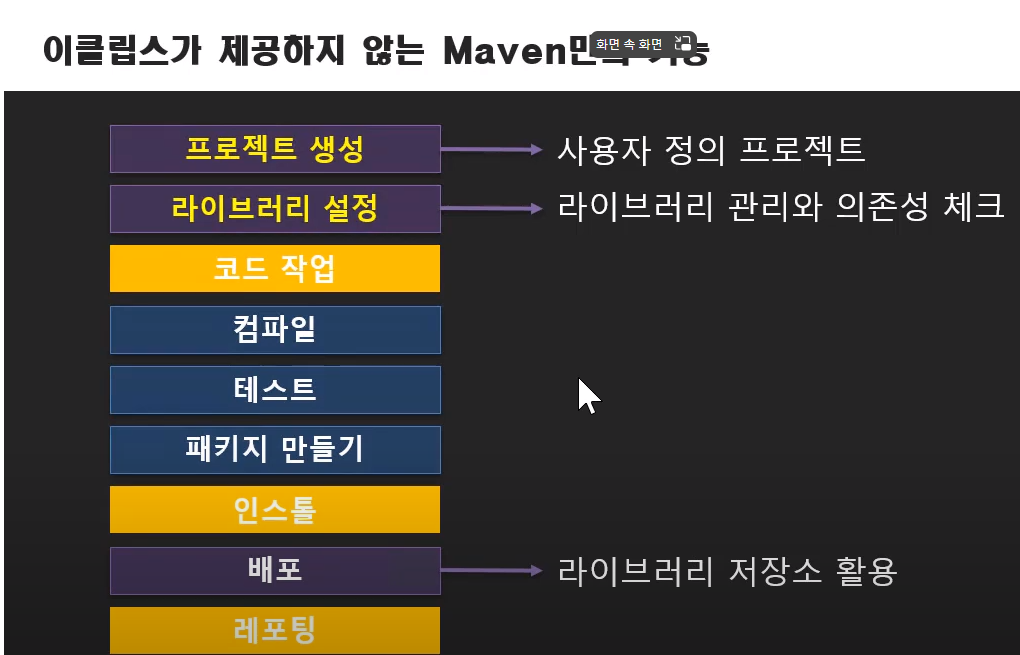 이클립스가 제공하지 않는 Maven만의 기능
화면 속 화면
프로젝트 생성
사용자 정의 프로젝트
라이브러리 설정
라이브러리 관리와 의존성 체크
코드 작업
컴파일
테스트
패키지 만들기
인스톨
배포
라이브러리 저장소 활용
레포팅